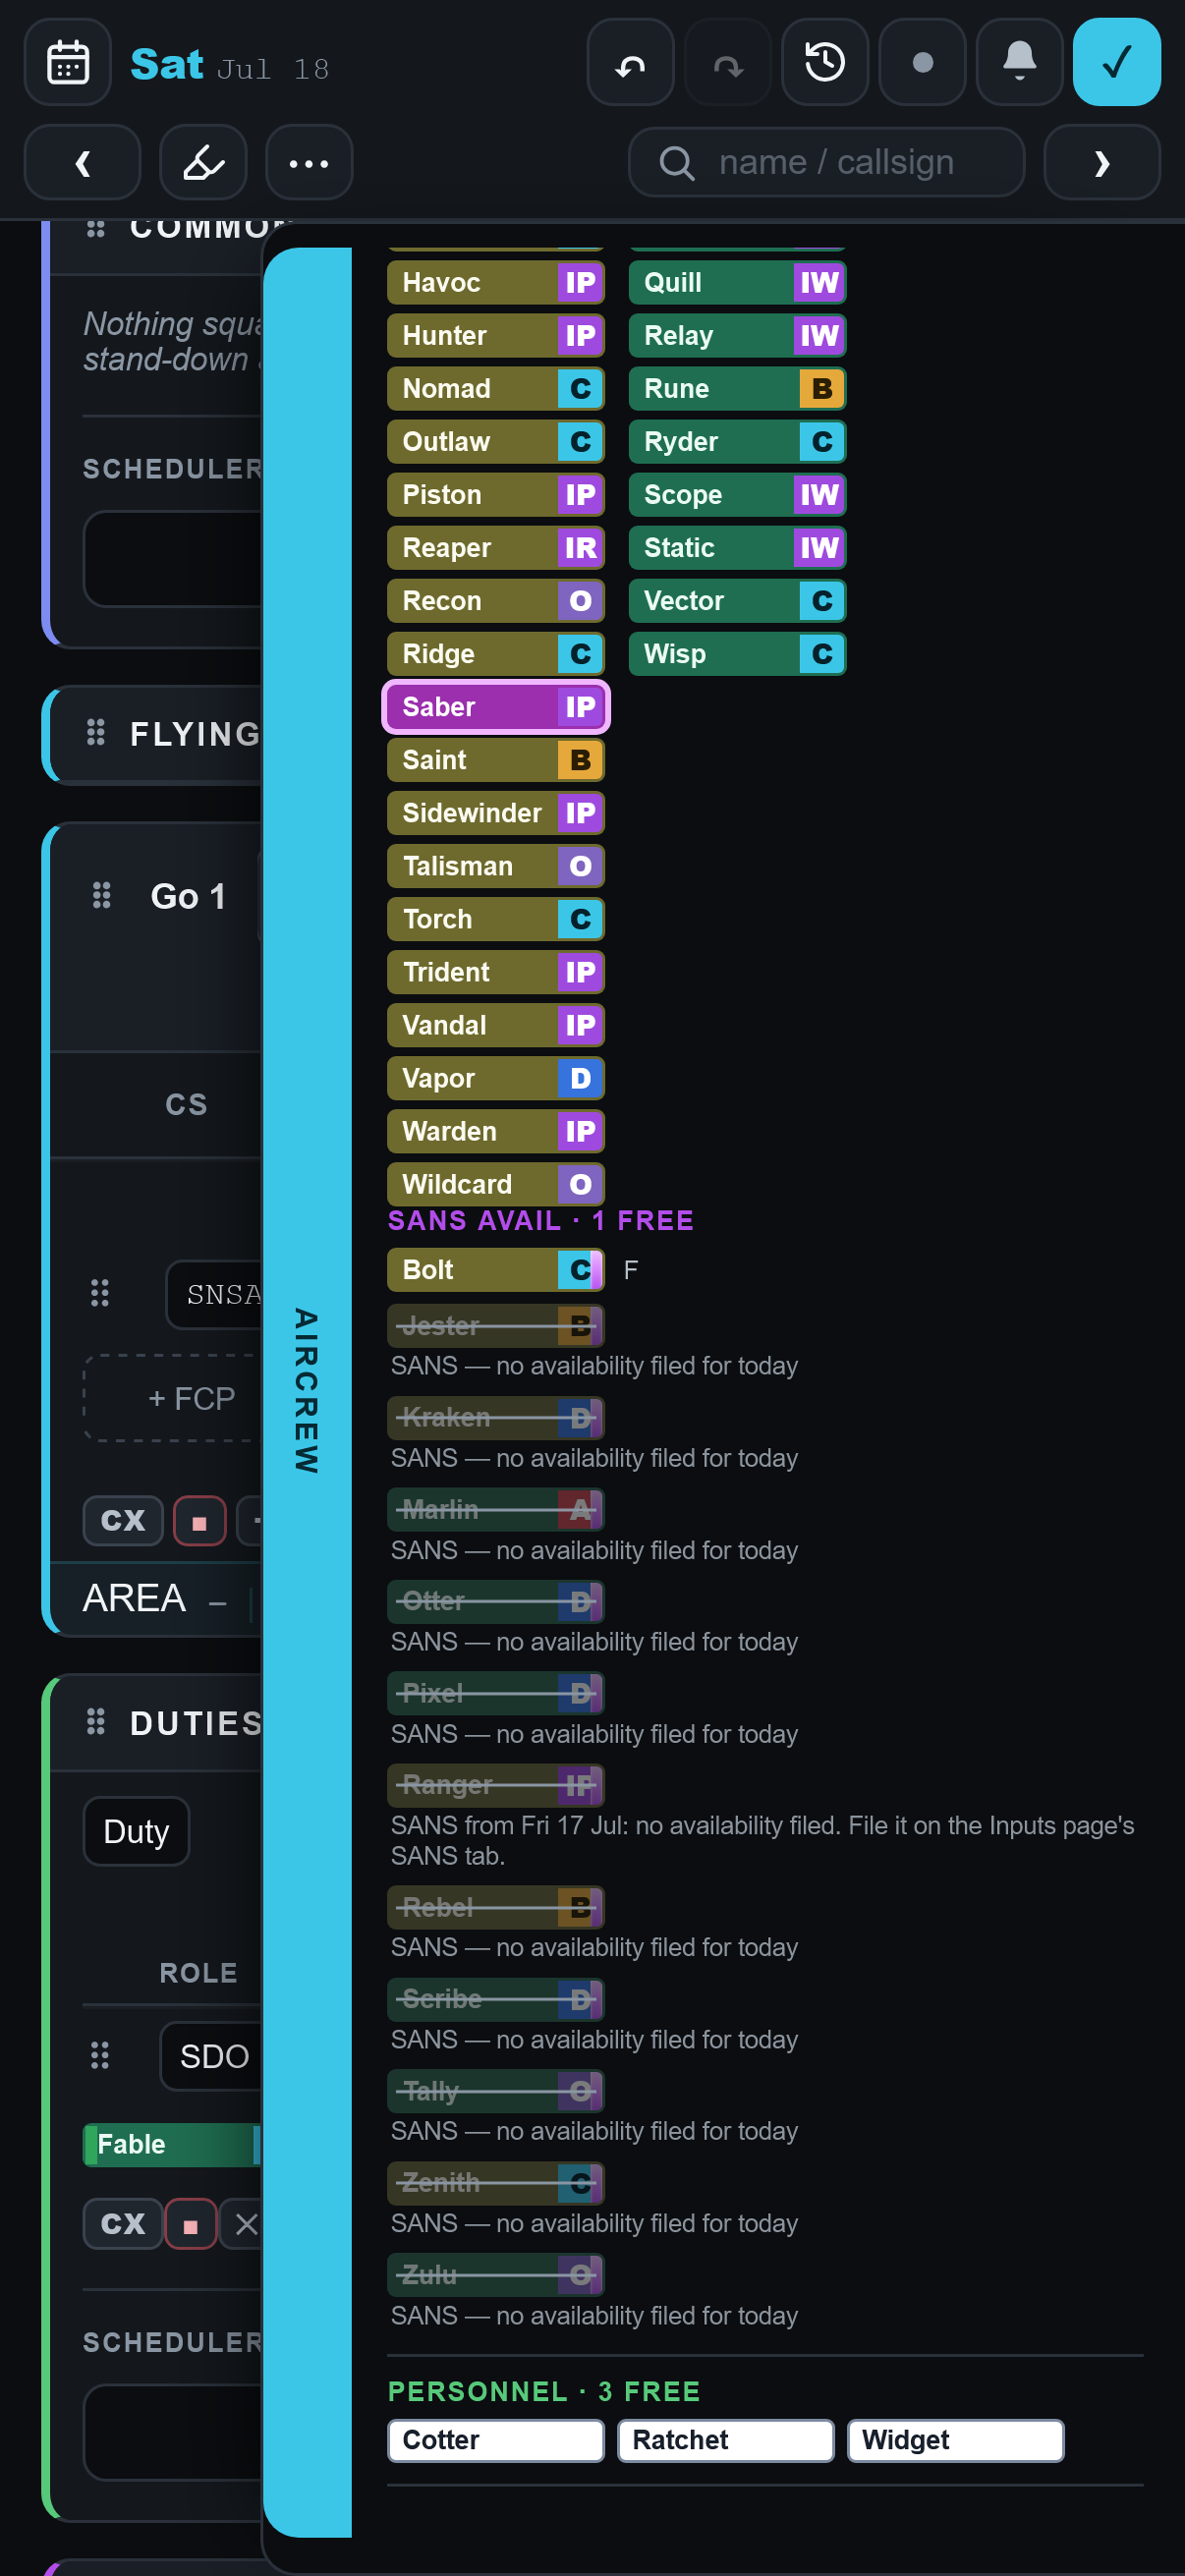 Sat Jul 18
name / callsign
COMMON
Nothing squa
stand-down
SCHEDULER
FLYING
Go 1
CS
SNSA
+ FCP
CX
AREA –
DUTIES
Duty
ROLE
SDO
Fable
CX
SCHEDULER
AIRCREW
Havoc IP Quill IW
Hunter IP Relay IW
Nomad C Rune B
Outlaw C Ryder C
Piston IP Scope IW
Reaper IR Static IW
Recon O Vector C
Ridge C Wisp C
Saber IP
Saint B
Sidewinder IP
Talisman O
Torch C
Trident IP
Vandal IP
Vapor D
Warden IP
Wildcard O
SANS AVAIL · 1 FREE
Bolt C F
Jester B
SANS — no availability filed for today
Kraken D
SANS — no availability filed for today
Marlin A
SANS — no availability filed for today
Otter D
SANS — no availability filed for today
Pixel D
SANS — no availability filed for today
Ranger IP
SANS from Fri 17 Jul: no availability filed. File it on the Inputs page's
SANS tab.
Rebel B
SANS — no availability filed for today
Scribe D
SANS — no availability filed for today
Tally O
SANS — no availability filed for today
Zenith C
SANS — no availability filed for today
Zulu O
SANS — no availability filed for today
PERSONNEL · 3 FREE
Cotter Ratchet Widget